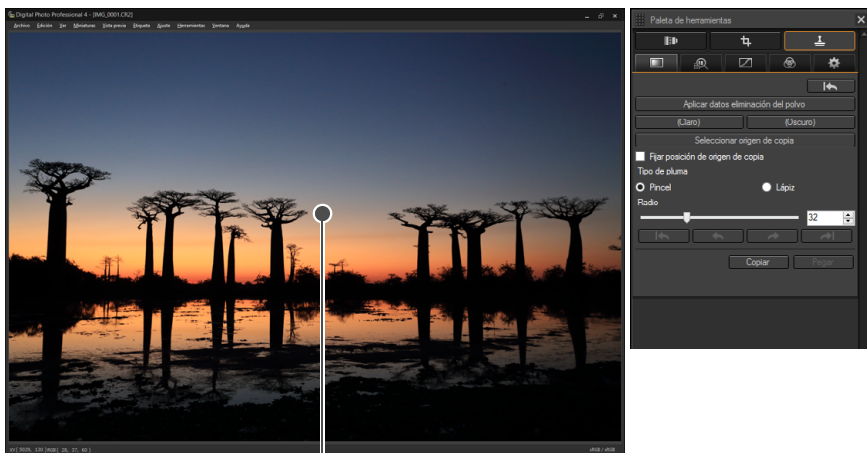 Digital Photo Professional 4 - [IMG_0001.CR2]
Archivo Edición Ver Miniaturas Vista previa Etiqueta Ajuste Herramientas Ventana Ayuda
Paleta de herramientas
Aplicar datos eliminación del polvo
(Claro) (Oscuro)
Seleccionar origen de copia
Fijar posición de origen de copia
Tipo de pluma
Pincel Lápiz
Radio
32
Copiar Pegar
sRGB / sRGB